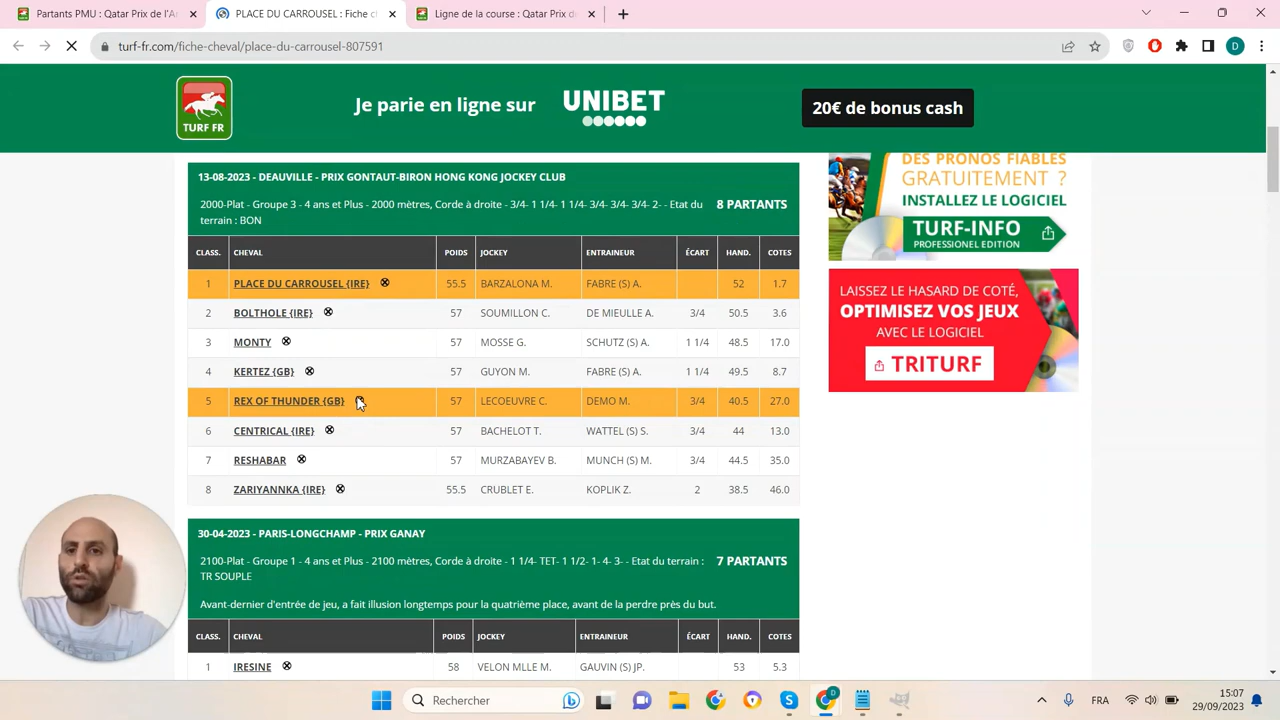 Partants PMU : Qatar Prix de l'A
PLACE DU CARROUSEL : Fiche c
Ligne de la course : Qatar Prix de
turf-fr.com/fiche-cheval/place-du-carrousel-807591
D
TURF FR
Je parie en ligne sur
UNIBET
20€ de bonus cash
13-08-2023 - DEAUVILLE - PRIX GONTAUT-BIRON HONG KONG JOCKEY CLUB
2000-Plat - Groupe 3 - 4 ans et Plus - 2000 mètres, Corde à droite - 3/4- 1 1/4- 1 1/4- 3/4- 3/4- 3/4- 2- - Etat du
terrain : BON
8 PARTANTS
CLASS. CHEVAL POIDS JOCKEY ENTRAINEUR ÉCART HAND. COTES
1 PLACE DU CARROUSEL {IRE} 55.5 BARZALONA M. FABRE (S) A. 52 1.7
2 BOLTHOLE {IRE} 57 SOUMILLON C. DE MIEULLE A. 3/4 50.5 3.6
3 MONTY 57 MOSSE G. SCHUTZ (S) A. 1 1/4 48.5 17.0
4 KERTEZ {GB} 57 GUYON M. FABRE (S) A. 1 1/4 49.5 8.7
5 REX OF THUNDER {GB} 57 LECOEUVRE C. DEMO M. 3/4 40.5 27.0
6 CENTRICAL {IRE} 57 BACHELOT T. WATTEL (S) S. 3/4 44 13.0
7 RESHABAR 57 MURZABAYEV B. MUNCH (S) M. 3/4 44.5 35.0
8 ZARIYANNKA {IRE} 55.5 CRUBLET E. KOPLIK Z. 2 38.5 46.0
30-04-2023 - PARIS-LONGCHAMP - PRIX GANAY
2100-Plat - Groupe 1 - 4 ans et Plus - 2100 mètres, Corde à droite - 1 1/4- TET- 1 1/2- 1- 4- 3- - Etat du terrain :
TR SOUPLE
7 PARTANTS
Avant-dernier d'entrée de jeu, a fait illusion longtemps pour la quatrième place, avant de la perdre près du but.
CLASS. CHEVAL POIDS JOCKEY ENTRAINEUR ÉCART HAND. COTES
1 IRESINE 58 VELON MLLE M. GAUVIN (S) JP. 53 5.3
DES PRONOS FIABLES
GRATUITEMENT ?
INSTALLEZ LE LOGICIEL
TURF-INFO
PROFESSIONEL EDITION
LAISSEZ LE HASARD DE COTÉ,
OPTIMISEZ VOS JEUX
AVEC LE LOGICIEL
TRITURF
Rechercher
D
FRA
15:07
29/09/2023